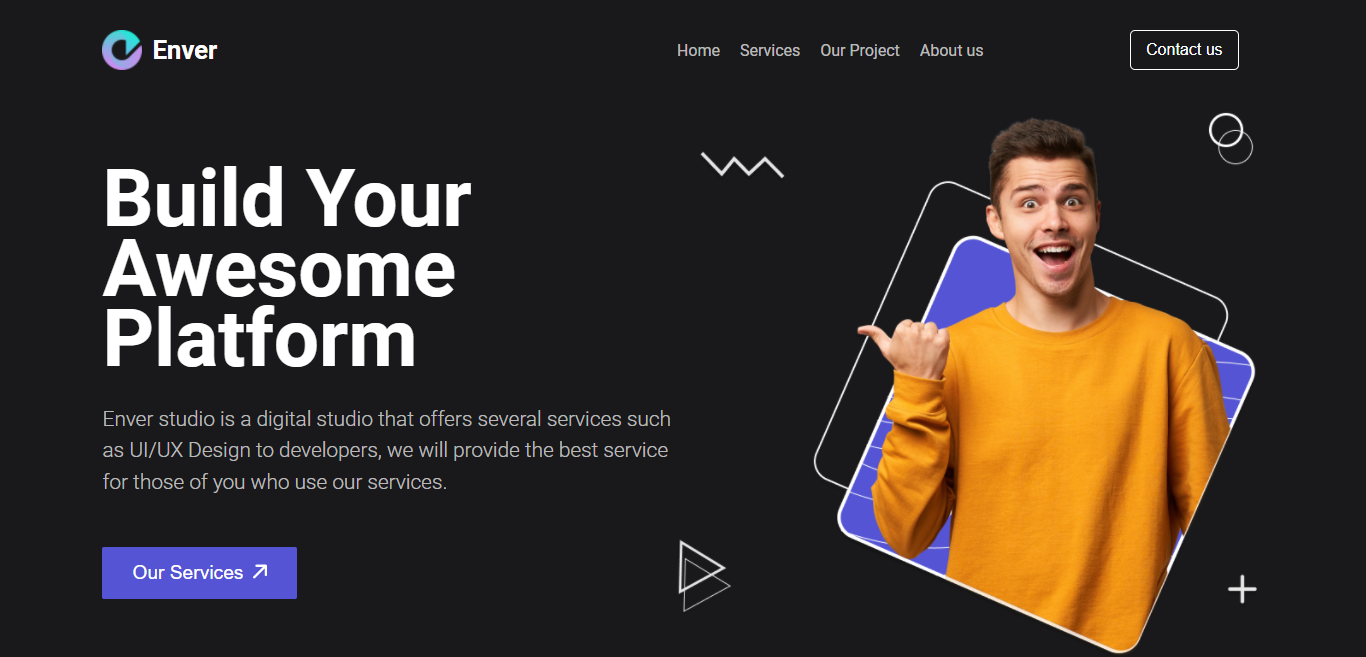 Enver
Home Services Our Project About us
Contact us
Build Your
Awesome
Platform
Enver studio is a digital studio that offers several services such
as UI/UX Design to developers, we will provide the best service
for those of you who use our services.
Our Services